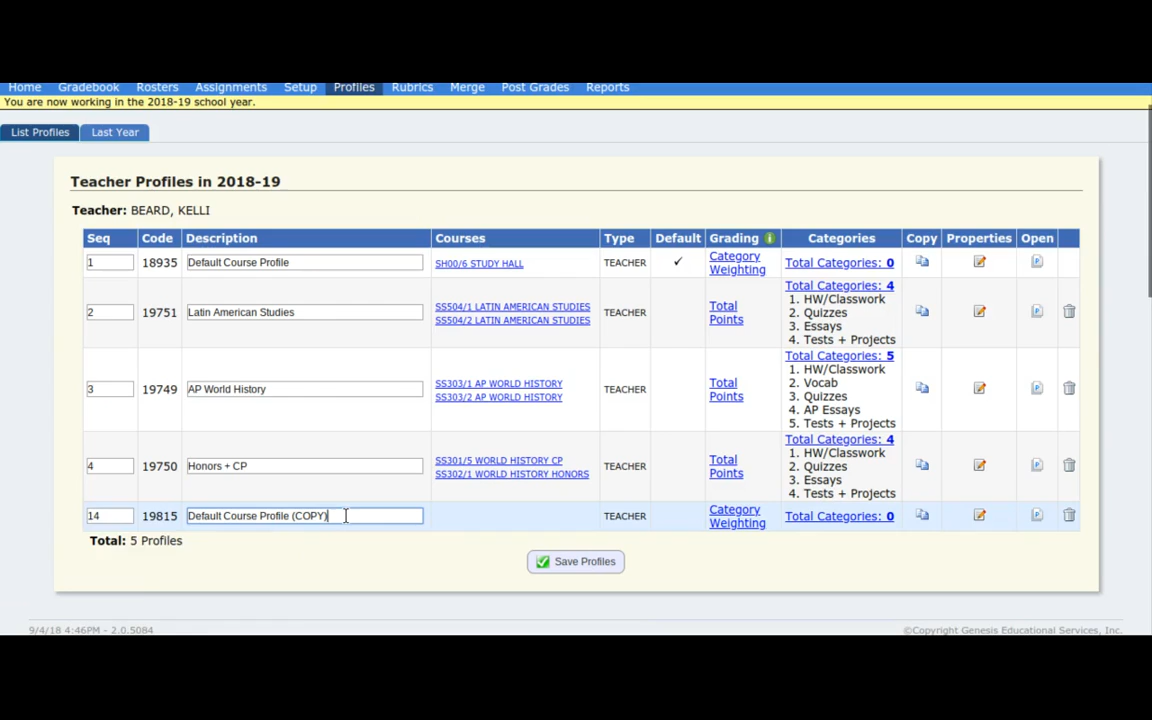 Home Gradebook Rosters Assignments Setup Profiles Rubrics Merge Post Grades Reports
You are now working in the 2018-19 school year.
List Profiles Last Year
Teacher Profiles in 2018-19
Teacher: BEARD, KELLI
Seq Code Description Courses Type Default Grading i Categories Copy Properties Open
1 18935 Default Course Profile SH00/6 STUDY HALL TEACHER ✓ Category Total Categories: 0
Weighting
2 19751 Latin American Studies SS504/1 LATIN AMERICAN STUDIES TEACHER Total Total Categories: 4
SS504/2 LATIN AMERICAN STUDIES Points 1. HW/Classwork
2. Quizzes
3. Essays
4. Tests + Projects
3 19749 AP World History SS303/1 AP WORLD HISTORY TEACHER Total Total Categories: 5
SS303/2 AP WORLD HISTORY Points 1. HW/Classwork
2. Vocab
3. Quizzes
4. AP Essays
5. Tests + Projects
4 19750 Honors + CP SS301/5 WORLD HISTORY CP TEACHER Total Total Categories: 4
SS302/1 WORLD HISTORY HONORS Points 1. HW/Classwork
2. Quizzes
3. Essays
4. Tests + Projects
14 19815 Default Course Profile (COPY) TEACHER Category Total Categories: 0
Weighting
Total: 5 Profiles
Save Profiles
9/4/18 4:46PM - 2.0.5084 ©Copyright Genesis Educational Services, Inc.